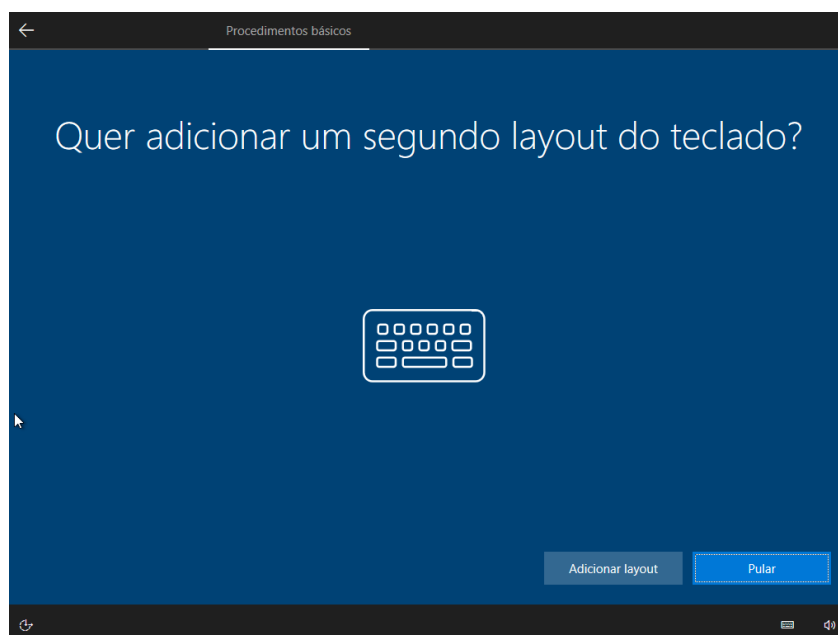 Procedimentos básicos
Quer adicionar um segundo layout do teclado?
Adicionar layout
Pular